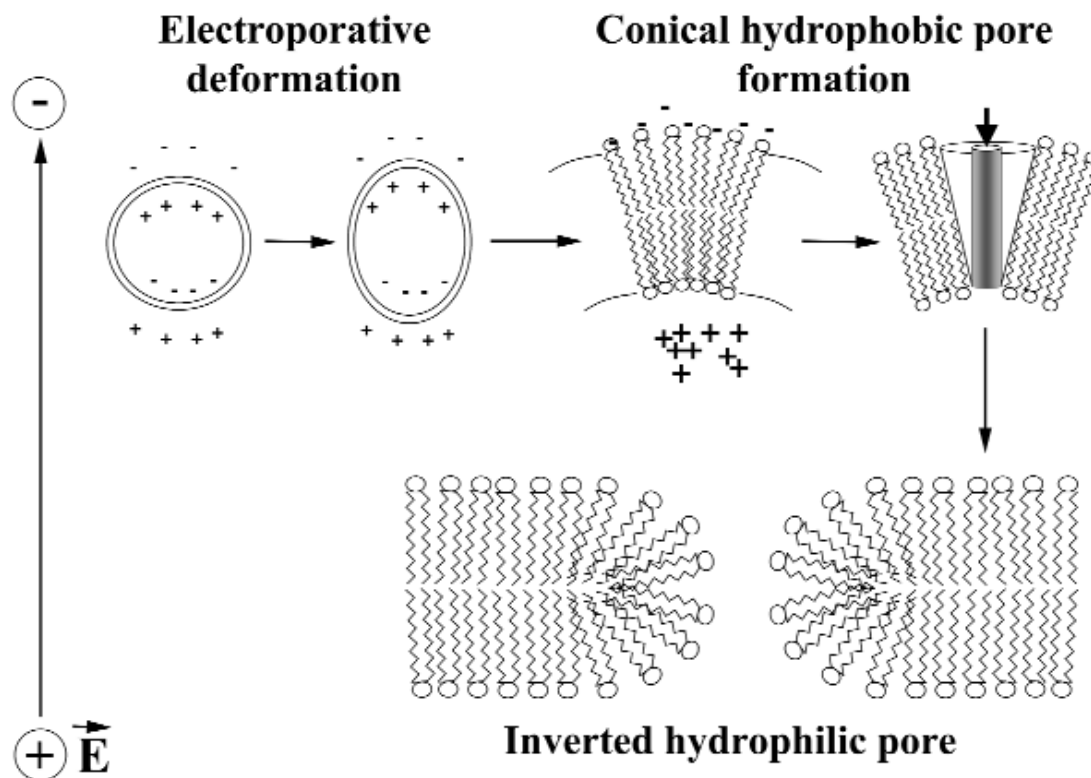 Electroporative
deformation
Conical hydrophobic pore
formation
E
Inverted hydrophilic pore